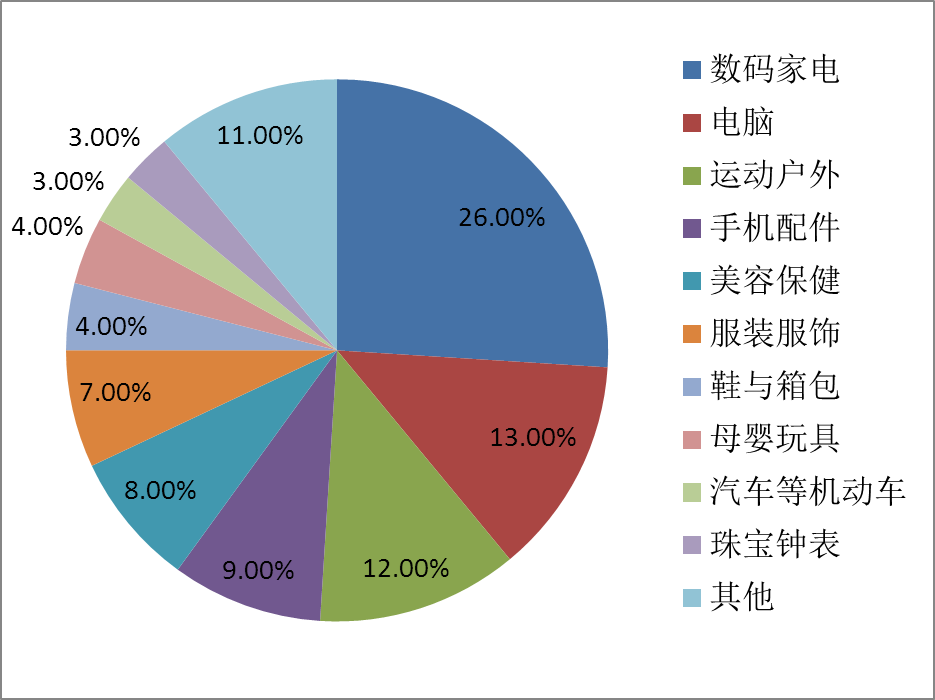 11.00%
26.00%
13.00%
12.00%
9.00%
8.00%
7.00%
4.00%
4.00%
3.00%
3.00%
数码家电
电脑
运动户外
手机配件
美容保健
服装服饰
鞋与箱包
母婴玩具
汽车等机动车
珠宝钟表
其他